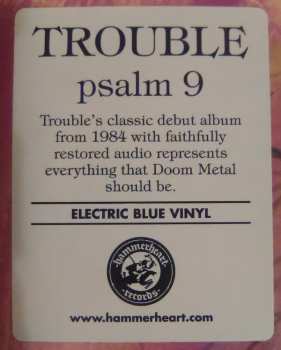 TROUBLE
psalm 9
Trouble's classic debut album
from 1984 with faithfully
restored audio represents
everything that Doom Metal
should be.
ELECTRIC BLUE VINYL
hammerheart
records
www.hammerheart.com